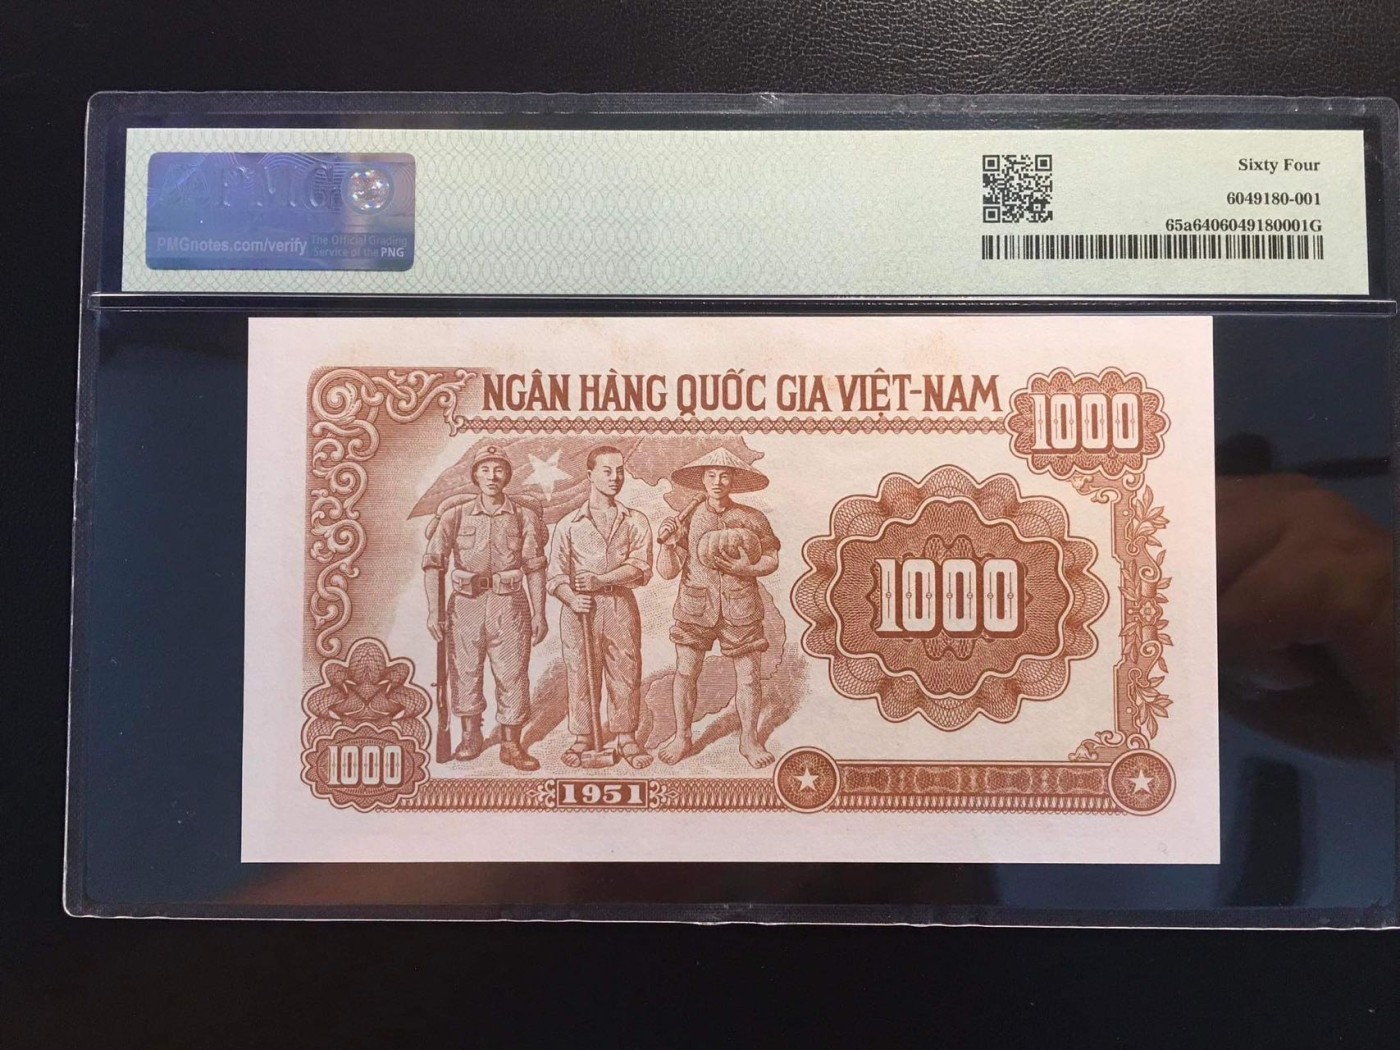 PMG
PMGnotes.com/verify
The Official Grading
Service of the PNG
Sixty Four
6049180-001
65a6406049180001G
NGÂN HÀNG QUỐC GIA VIỆT-NAM
1000
1000
1000
1951